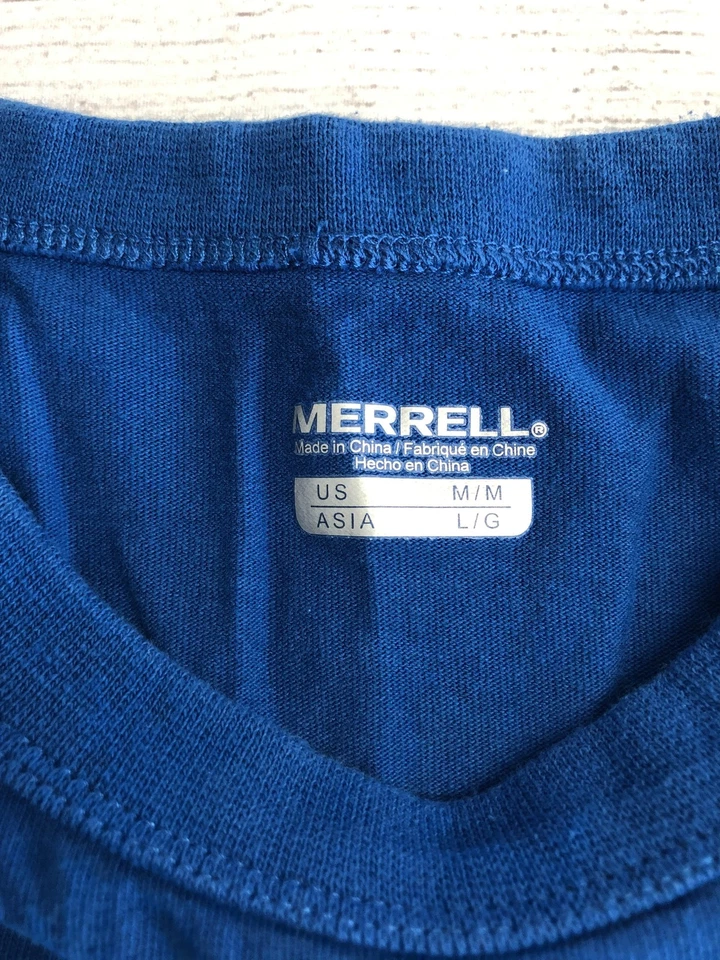 MERRELL®
Made in China / Fabriqué en Chine
Hecho en China
US M/M
ASIA L/G